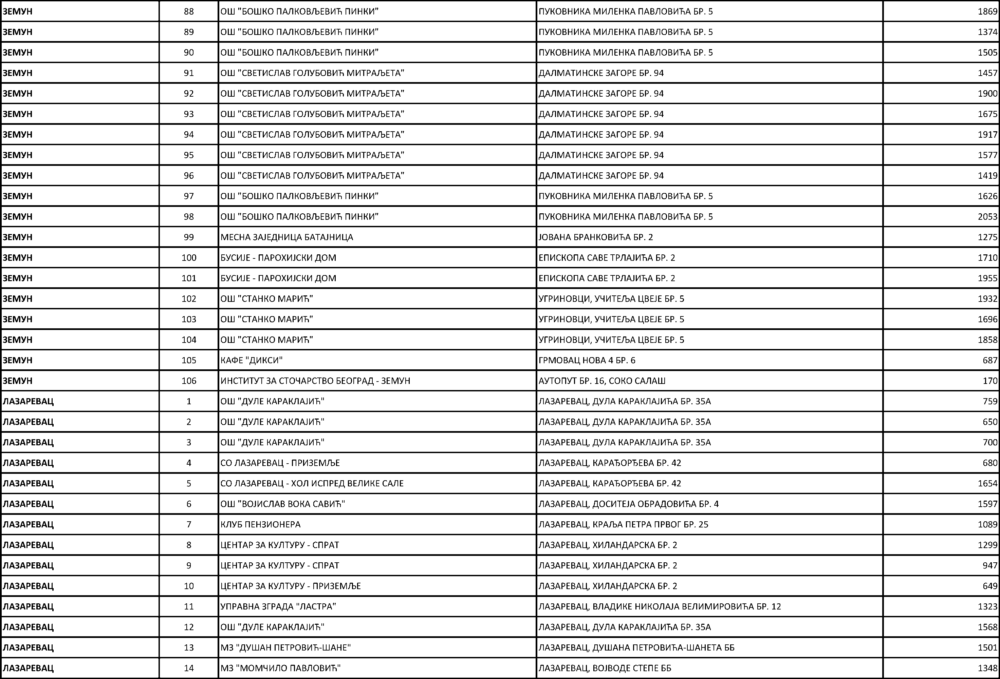 ЗЕМУН 88 ОШ "БОШКО ПАЛКОВЉЕВИЋ ПИНКИ" ПУКОВНИКА МИЛЕНКА ПАВЛОВИЋА БР. 5 1869
ЗЕМУН 89 ОШ "БОШКО ПАЛКОВЉЕВИЋ ПИНКИ" ПУКОВНИКА МИЛЕНКА ПАВЛОВИЋА БР. 5 1374
ЗЕМУН 90 ОШ "БОШКО ПАЛКОВЉЕВИЋ ПИНКИ" ПУКОВНИКА МИЛЕНКА ПАВЛОВИЋА БР. 5 1505
ЗЕМУН 91 ОШ "СВЕТИСЛАВ ГОЛУБОВИЋ МИТРАЉЕТА" ДАЛМАТИНСКЕ ЗАГОРЕ БР. 94 1457
ЗЕМУН 92 ОШ "СВЕТИСЛАВ ГОЛУБОВИЋ МИТРАЉЕТА" ДАЛМАТИНСКЕ ЗАГОРЕ БР. 94 1900
ЗЕМУН 93 ОШ "СВЕТИСЛАВ ГОЛУБОВИЋ МИТРАЉЕТА" ДАЛМАТИНСКЕ ЗАГОРЕ БР. 94 1675
ЗЕМУН 94 ОШ "СВЕТИСЛАВ ГОЛУБОВИЋ МИТРАЉЕТА" ДАЛМАТИНСКЕ ЗАГОРЕ БР. 94 1917
ЗЕМУН 95 ОШ "СВЕТИСЛАВ ГОЛУБОВИЋ МИТРАЉЕТА" ДАЛМАТИНСКЕ ЗАГОРЕ БР. 94 1577
ЗЕМУН 96 ОШ "СВЕТИСЛАВ ГОЛУБОВИЋ МИТРАЉЕТА" ДАЛМАТИНСКЕ ЗАГОРЕ БР. 94 1419
ЗЕМУН 97 ОШ "БОШКО ПАЛКОВЉЕВИЋ ПИНКИ" ПУКОВНИКА МИЛЕНКА ПАВЛОВИЋА БР. 5 1626
ЗЕМУН 98 ОШ "БОШКО ПАЛКОВЉЕВИЋ ПИНКИ" ПУКОВНИКА МИЛЕНКА ПАВЛОВИЋА БР. 5 2053
ЗЕМУН 99 МЕСНА ЗАЈЕДНИЦА БАТАЈНИЦА ЈОВАНА БРАНКОВИЋА БР. 2 1275
ЗЕМУН 100 БУСИЈЕ - ПАРОХИЈСКИ ДОМ ЕПИСКОПА САВЕ ТРЛАЈИЋА БР. 2 1710
ЗЕМУН 101 БУСИЈЕ - ПАРОХИЈСКИ ДОМ ЕПИСКОПА САВЕ ТРЛАЈИЋА БР. 2 1955
ЗЕМУН 102 ОШ "СТАНКО МАРИЋ" УГРИНОВЦИ, УЧИТЕЉА ЦВЕЈЕ БР. 5 1932
ЗЕМУН 103 ОШ "СТАНКО МАРИЋ" УГРИНОВЦИ, УЧИТЕЉА ЦВЕЈЕ БР. 5 1696
ЗЕМУН 104 ОШ "СТАНКО МАРИЋ" УГРИНОВЦИ, УЧИТЕЉА ЦВЕЈЕ БР. 5 1858
ЗЕМУН 105 КАФЕ "ДИКСИ" ГРМОВАЦ НОВА 4 БР. 6 687
ЗЕМУН 106 ИНСТИТУТ ЗА СТОЧАРСТВО БЕОГРАД - ЗЕМУН АУТОПУТ БР. 16, СОКО САЛАШ 170
ЛАЗАРЕВАЦ 1 ОШ "ДУЛЕ КАРАКЛАЈИЋ" ЛАЗАРЕВАЦ, ДУЛА КАРАКЛАЈИЋА БР. 35А 759
ЛАЗАРЕВАЦ 2 ОШ "ДУЛЕ КАРАКЛАЈИЋ" ЛАЗАРЕВАЦ, ДУЛА КАРАКЛАЈИЋА БР. 35А 650
ЛАЗАРЕВАЦ 3 ОШ "ДУЛЕ КАРАКЛАЈИЋ" ЛАЗАРЕВАЦ, ДУЛА КАРАКЛАЈИЋА БР. 35А 700
ЛАЗАРЕВАЦ 4 СО ЛАЗАРЕВАЦ - ПРИЗЕМЉЕ ЛАЗАРЕВАЦ, КАРАЂОРЂЕВА БР. 42 680
ЛАЗАРЕВАЦ 5 СО ЛАЗАРЕВАЦ - ХОЛ ИСПРЕД ВЕЛИКЕ САЛЕ ЛАЗАРЕВАЦ, КАРАЂОРЂЕВА БР. 42 1654
ЛАЗАРЕВАЦ 6 ОШ "ВОЈИСЛАВ ВОКА САВИЋ" ЛАЗАРЕВАЦ, ДОСИТЕЈА ОБРАДОВИЋА БР. 4 1597
ЛАЗАРЕВАЦ 7 КЛУБ ПЕНЗИОНЕРА ЛАЗАРЕВАЦ, КРАЉА ПЕТРА ПРВОГ БР. 25 1089
ЛАЗАРЕВАЦ 8 ЦЕНТАР ЗА КУЛТУРУ - СПРАТ ЛАЗАРЕВАЦ, ХИЛАНДАРСКА БР. 2 1299
ЛАЗАРЕВАЦ 9 ЦЕНТАР ЗА КУЛТУРУ - СПРАТ ЛАЗАРЕВАЦ, ХИЛАНДАРСКА БР. 2 947
ЛАЗАРЕВАЦ 10 ЦЕНТАР ЗА КУЛТУРУ - ПРИЗЕМЉЕ ЛАЗАРЕВАЦ, ХИЛАНДАРСКА БР. 2 649
ЛАЗАРЕВАЦ 11 УПРАВНА ЗГРАДА "ЛАСТРА" ЛАЗАРЕВАЦ, ВЛАДИКЕ НИКОЛАЈА ВЕЛИМИРОВИЋА БР. 12 1323
ЛАЗАРЕВАЦ 12 ОШ "ДУЛЕ КАРАКЛАЈИЋ" ЛАЗАРЕВАЦ, ДУЛА КАРАКЛАЈИЋА БР. 35А 1568
ЛАЗАРЕВАЦ 13 МЗ "ДУШАН ПЕТРОВИЋ-ШАНЕ" ЛАЗАРЕВАЦ, ДУШАНА ПЕТРОВИЋА-ШАНЕТА ББ 1501
ЛАЗАРЕВАЦ 14 МЗ "МОМЧИЛО ПАВЛОВИЋ" ЛАЗАРЕВАЦ, ВОЈВОДЕ СТЕПЕ ББ 1348